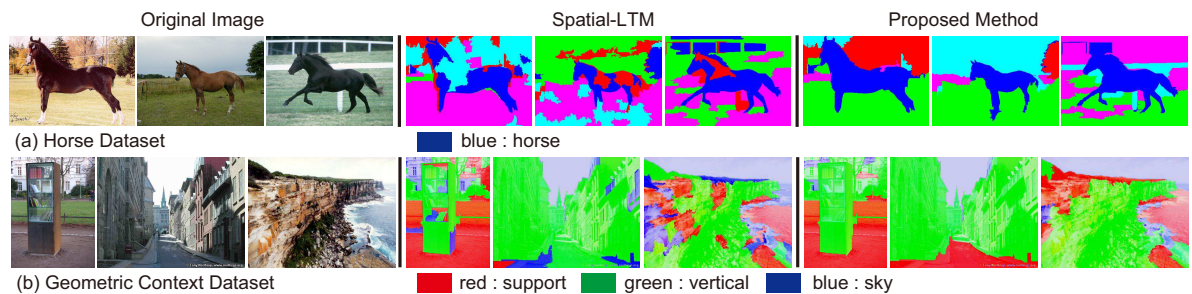 Original Image
Spatial-LTM
Proposed Method
(a) Horse Dataset
blue : horse
(b) Geometric Context Dataset
red : support
green : vertical
blue : sky